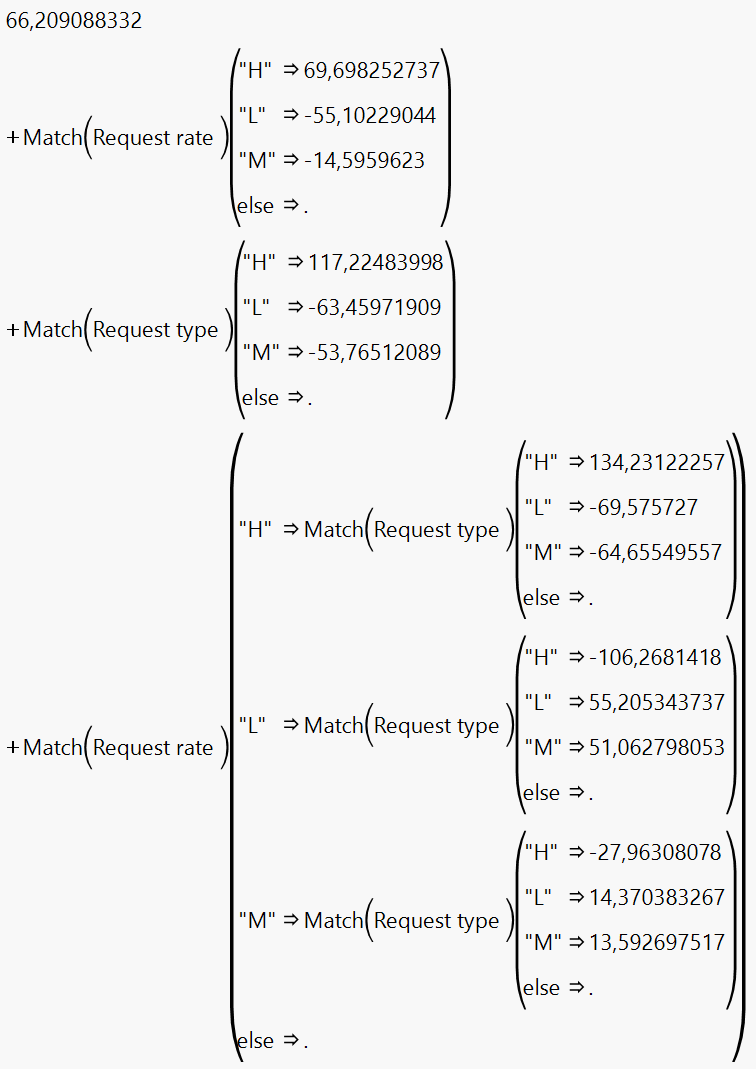 66,209088332
"H" ⇒ 69,698252737
"L" ⇒ -55,10229044
+ Match(Request rate )
"M" ⇒ -14,5959623
else ⇒ .
"H" ⇒ 117,22483998
"L" ⇒ -63,45971909
+ Match(Request type )
"M" ⇒ -53,76512089
else ⇒ .
"H" ⇒ 134,23122257
"L" ⇒ -69,575727
"H" ⇒ Match(Request type )
"M" ⇒ -64,65549557
else ⇒ .
"H" ⇒ -106,2681418
"L" ⇒ 55,205343737
"L" ⇒ Match(Request type )
+ Match(Request rate )
"M" ⇒ 51,062798053
else ⇒ .
"H" ⇒ -27,96308078
"L" ⇒ 14,370383267
"M" ⇒ Match(Request type )
"M" ⇒ 13,592697517
else ⇒ .
else ⇒ .